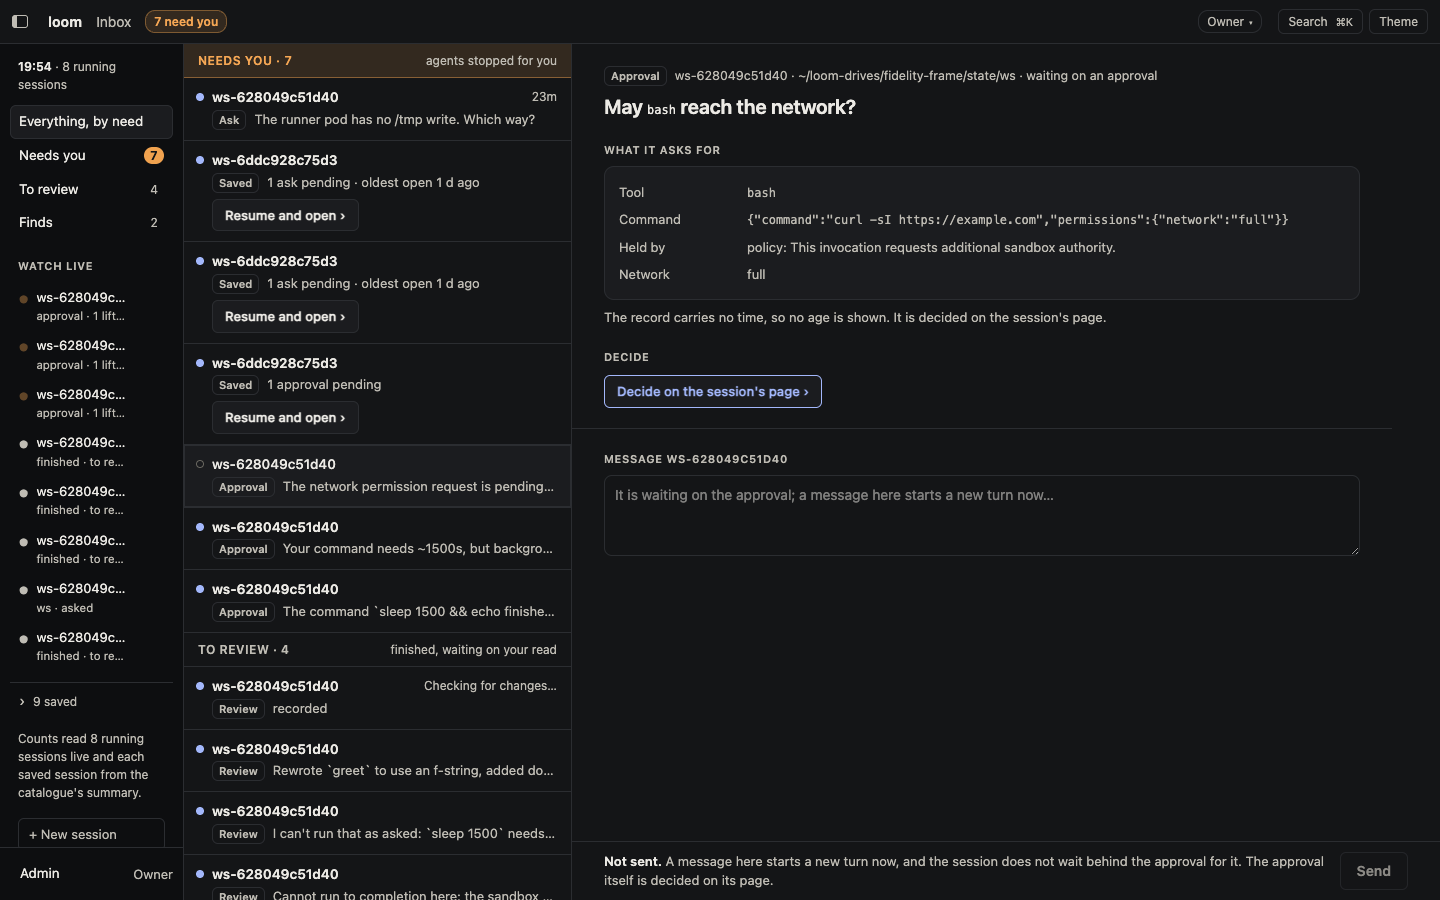 loom Inbox 7 need you Owner Search ⌘K Theme
19:54 · 8 running
sessions
Everything, by need
Needs you 7
To review 4
Finds 2
WATCH LIVE
ws-628049c...
approval · 1 lift...
ws-628049c...
approval · 1 lift...
ws-628049c...
approval · 1 lift...
ws-628049c...
finished · to re...
ws-628049c...
finished · to re...
ws-628049c...
finished · to re...
ws-628049c...
ws · asked
ws-628049c...
finished · to re...
› 9 saved
Counts read 8 running
sessions live and each
saved session from the
catalogue's summary.
+ New session
Admin Owner
NEEDS YOU · 7 agents stopped for you
ws-628049c51d40 23m
Ask The runner pod has no /tmp write. Which way?
ws-6ddc928c75d3
Saved 1 ask pending · oldest open 1 d ago
Resume and open ›
ws-6ddc928c75d3
Saved 1 ask pending · oldest open 1 d ago
Resume and open ›
ws-6ddc928c75d3
Saved 1 approval pending
Resume and open ›
ws-628049c51d40
Approval The network permission request is pending...
ws-628049c51d40
Approval Your command needs ~1500s, but backgro...
ws-628049c51d40
Approval The command `sleep 1500 && echo finishe...
TO REVIEW · 4 finished, waiting on your read
ws-628049c51d40 Checking for changes...
Review recorded
ws-628049c51d40
Review Rewrote `greet` to use an f-string, added do...
ws-628049c51d40
Review I can't run that as asked: `sleep 1500` needs...
ws-628049c51d40
Review Cannot run to completion here: the sandbox ...
Approval ws-628049c51d40 · ~/loom-drives/fidelity-frame/state/ws · waiting on an approval
May bash reach the network?
WHAT IT ASKS FOR
Tool bash
Command {"command":"curl -sI https://example.com","permissions":{"network":"full"}}
Held by policy: This invocation requests additional sandbox authority.
Network full
The record carries no time, so no age is shown. It is decided on the session's page.
DECIDE
Decide on the session's page ›
MESSAGE WS-628049C51D40
It is waiting on the approval; a message here starts a new turn now...
Not sent. A message here starts a new turn now, and the session does not wait behind the approval for it. The approval
itself is decided on its page.
Send